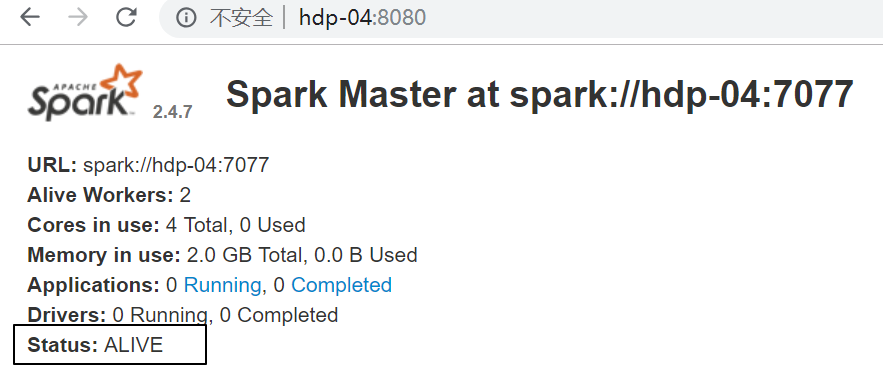 不安全 hdp-04:8080
APACHE
Spark 2.4.7 Spark Master at spark://hdp-04:7077
URL: spark://hdp-04:7077
Alive Workers: 2
Cores in use: 4 Total, 0 Used
Memory in use: 2.0 GB Total, 0.0 B Used
Applications: 0 Running, 0 Completed
Drivers: 0 Running, 0 Completed
Status: ALIVE